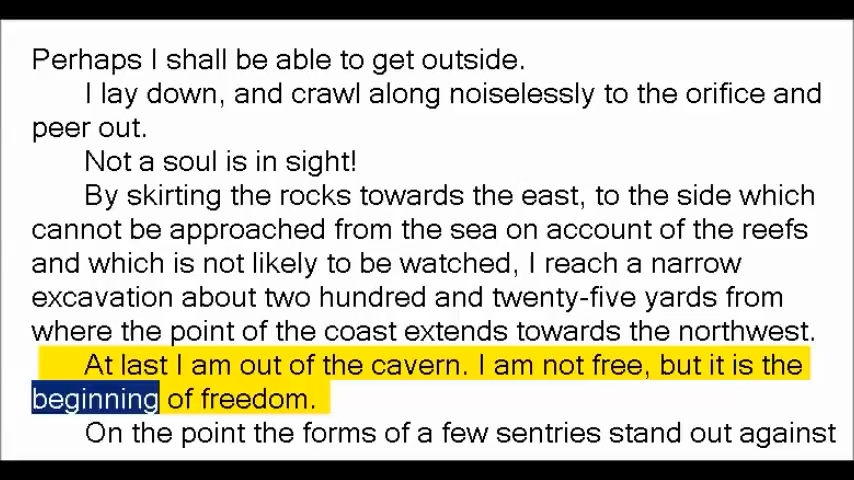 Perhaps I shall be able to get outside.
I lay down, and crawl along noiselessly to the orifice and
peer out.
Not a soul is in sight!
By skirting the rocks towards the east, to the side which
cannot be approached from the sea on account of the reefs
and which is not likely to be watched, I reach a narrow
excavation about two hundred and twenty-five yards from
where the point of the coast extends towards the northwest.
At last I am out of the cavern. I am not free, but it is the
beginning of freedom.
On the point the forms of a few sentries stand out against